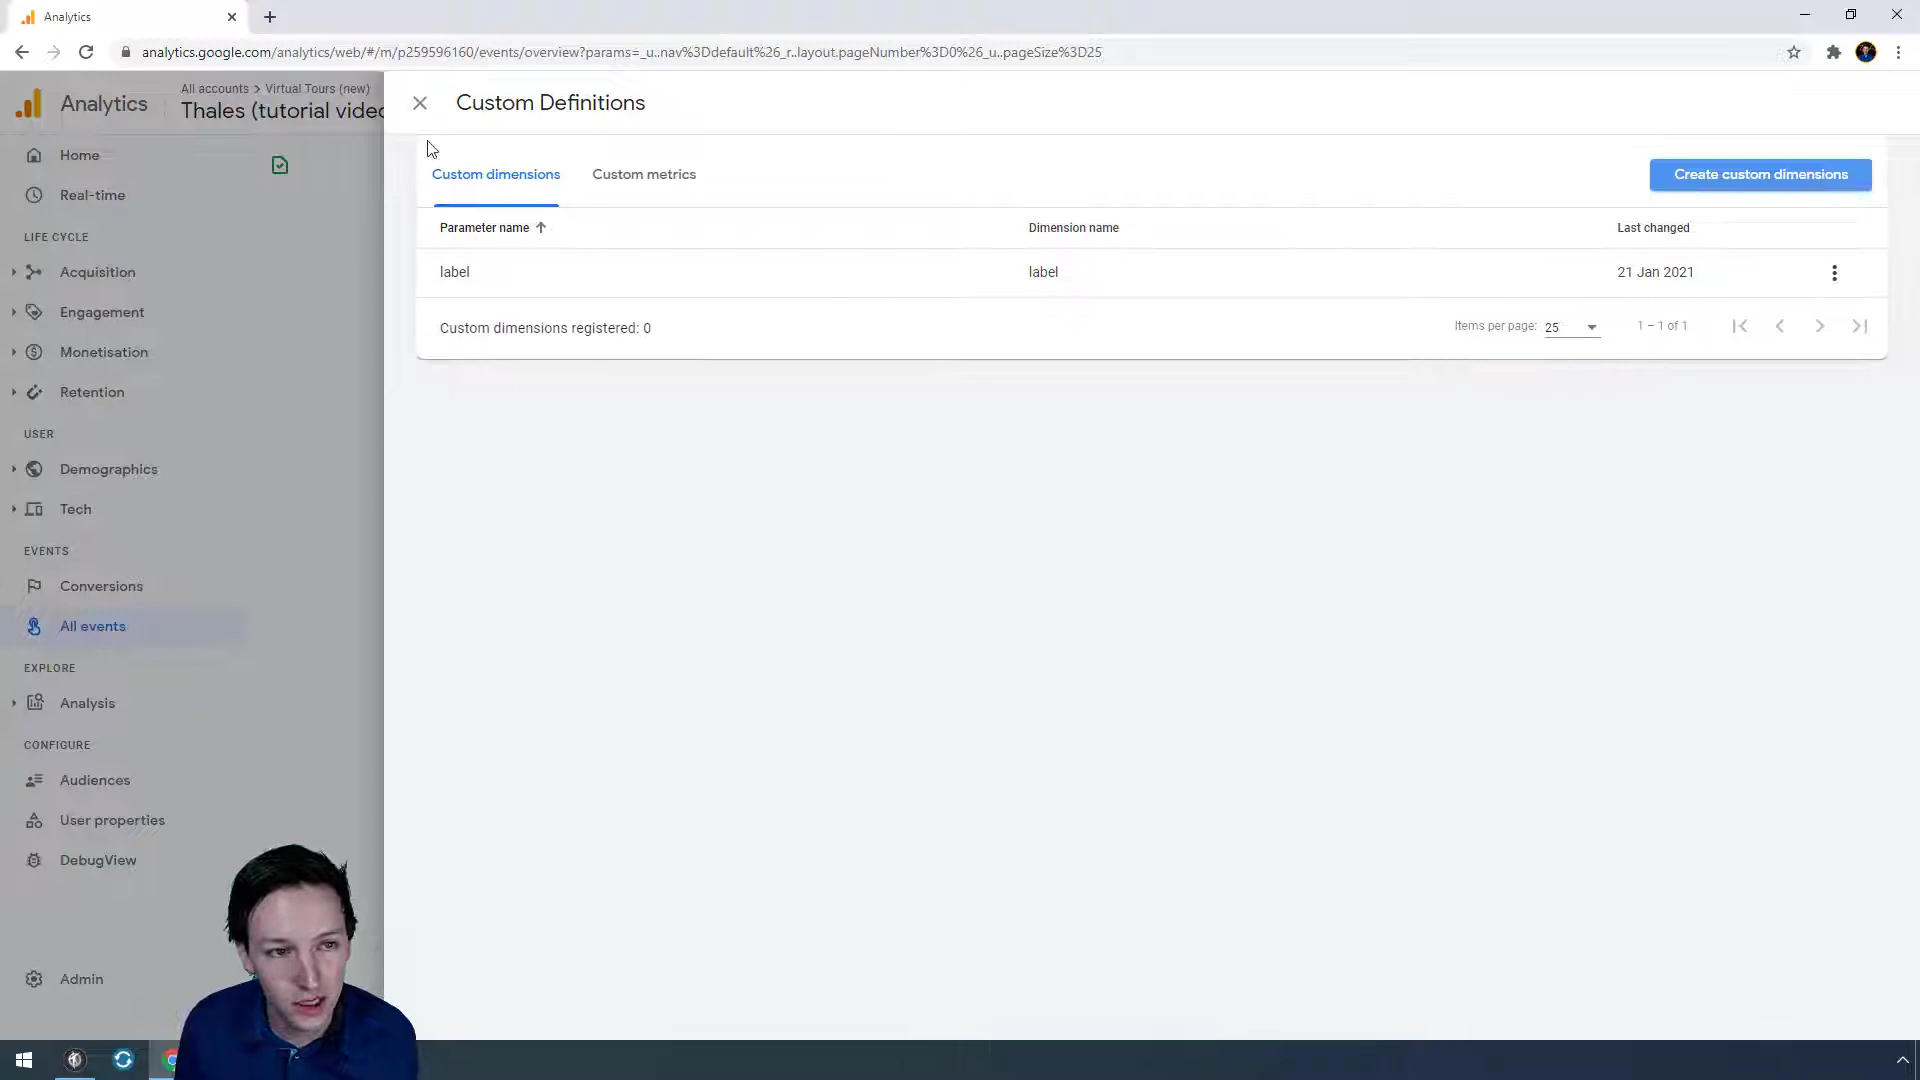 Analytics
analytics.google.com/analytics/web/#/m/p259596160/events/overview?params=_u..nav%3Ddefault%26_r..layout.pageNumber%3D0%26_u..pageSize%3D25
Analytics
All accounts > Virtual Tours (new)
Thales (tutorial video
Custom Definitions
Home
Real-time
LIFE CYCLE
Acquisition
Engagement
Monetisation
Retention
USER
Demographics
Tech
EVENTS
Conversions
All events
EXPLORE
Analysis
CONFIGURE
Audiences
User properties
DebugView
Admin
Custom dimensions Custom metrics Create custom dimensions
Parameter name Dimension name Last changed
label label 21 Jan 2021
Custom dimensions registered: 0 Items per page: 25 1 – 1 of 1